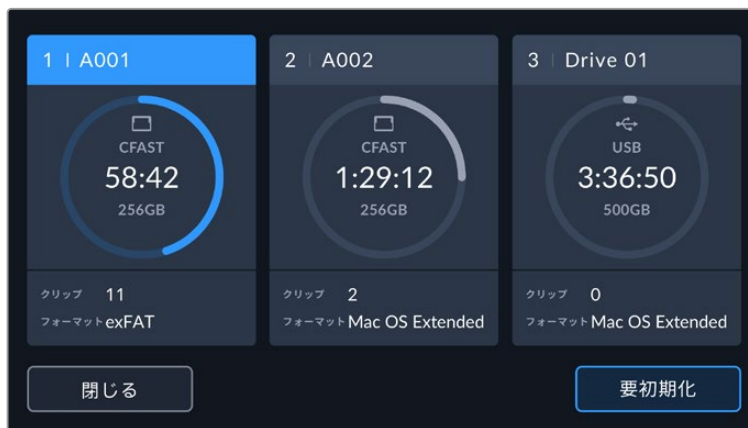 1 | A001
CFAST
58:42
256GB
クリップ 11
フォーマット exFAT
2 | A002
CFAST
1:29:12
256GB
クリップ 2
フォーマット Mac OS Extended
3 | Drive 01
USB
3:36:50
500GB
クリップ 0
フォーマット Mac OS Extended
閉じる
要初期化